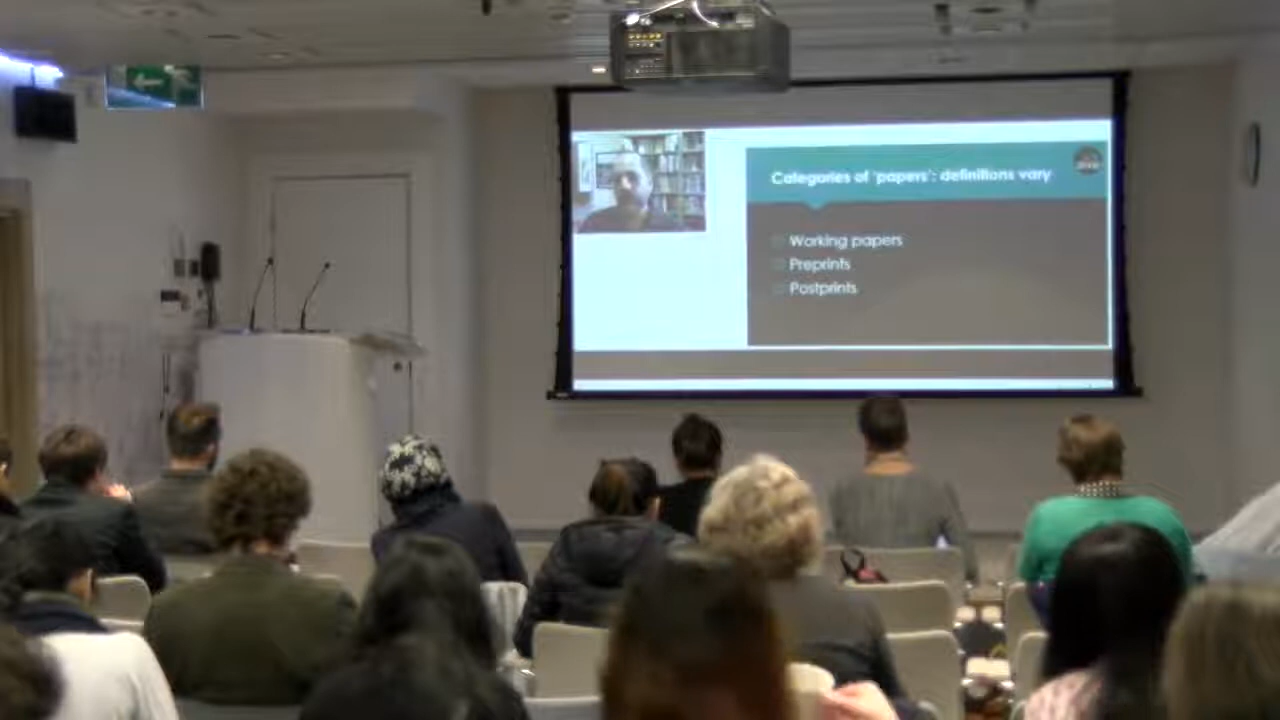 Categories of 'papers': definitions vary
Working papers
Preprints
Postprints